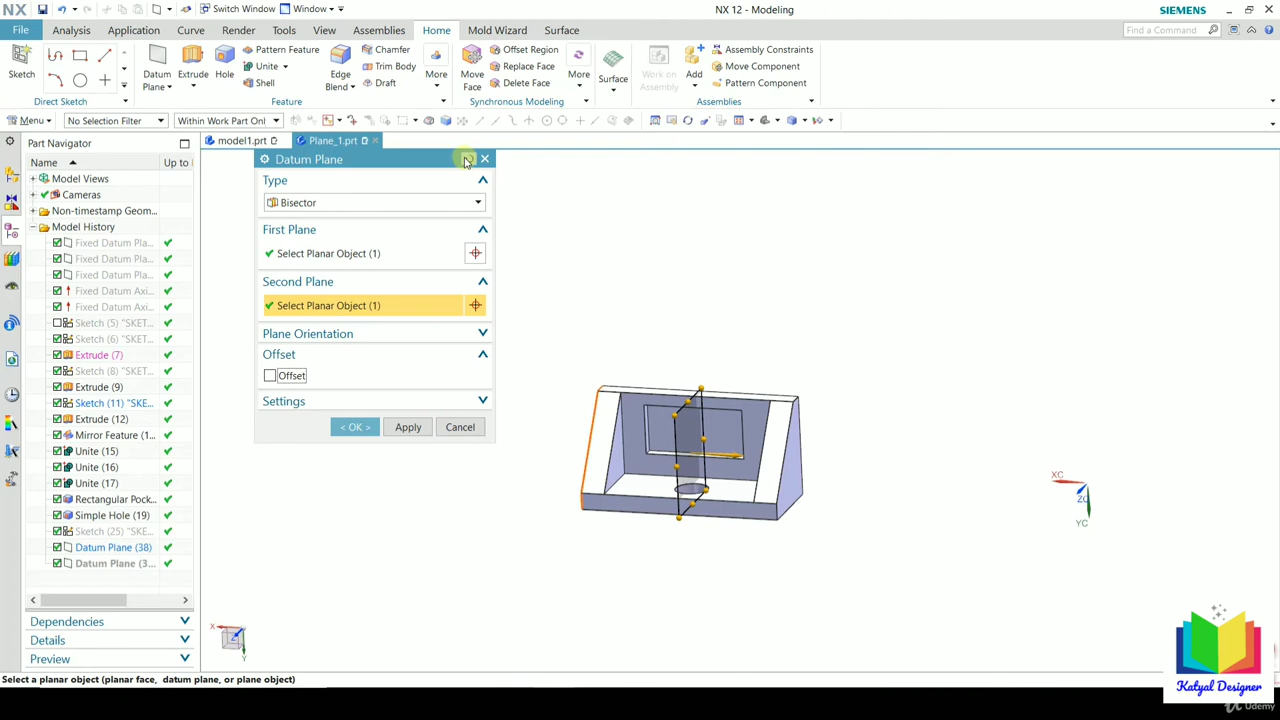 NX
Switch Window
Window
NX 12 - Modeling
SIEMENS
File
Analysis
Application
Curve
Render
Tools
View
Assemblies
Home
Mold Wizard
Surface
Find a Command
Sketch
Direct Sketch
Datum
Plane
Extrude
Hole
Pattern Feature
Unite
Shell
Edge
Blend
Chamfer
Trim Body
Draft
More
Feature
Move
Face
Offset Region
Replace Face
Delete Face
More
Synchronous Modeling
Surface
Work on
Assembly
Add
Assembly Constraints
Move Component
Pattern Component
Assemblies
Menu
No Selection Filter
Within Work Part Onl
Part Navigator
model1.prt
Plane_1.prt
Name
Up to
Model Views
Cameras
Non-timestamp Geom...
Model History
Fixed Datum Pla...
Fixed Datum Pla...
Fixed Datum Pla...
Fixed Datum Axi...
Fixed Datum Axi...
Sketch (5) "SKET...
Sketch (6) "SKET...
Extrude (7)
Sketch (8) "SKET...
Extrude (9)
Sketch (11) "SKE...
Extrude (12)
Mirror Feature (1...
Unite (15)
Unite (16)
Unite (17)
Rectangular Pock...
Simple Hole (19)
Sketch (25) "SKE...
Datum Plane (38)
Datum Plane (3...
Dependencies
Details
Preview
Datum Plane
Type
Bisector
First Plane
Select Planar Object (1)
Second Plane
Select Planar Object (1)
Plane Orientation
Offset
Offset
Settings
< OK >
Apply
Cancel
XC
ZC
YC
X
Z
Y
Select a planar object (planar face, datum plane, or plane object)
Katyal Designer
Udemy